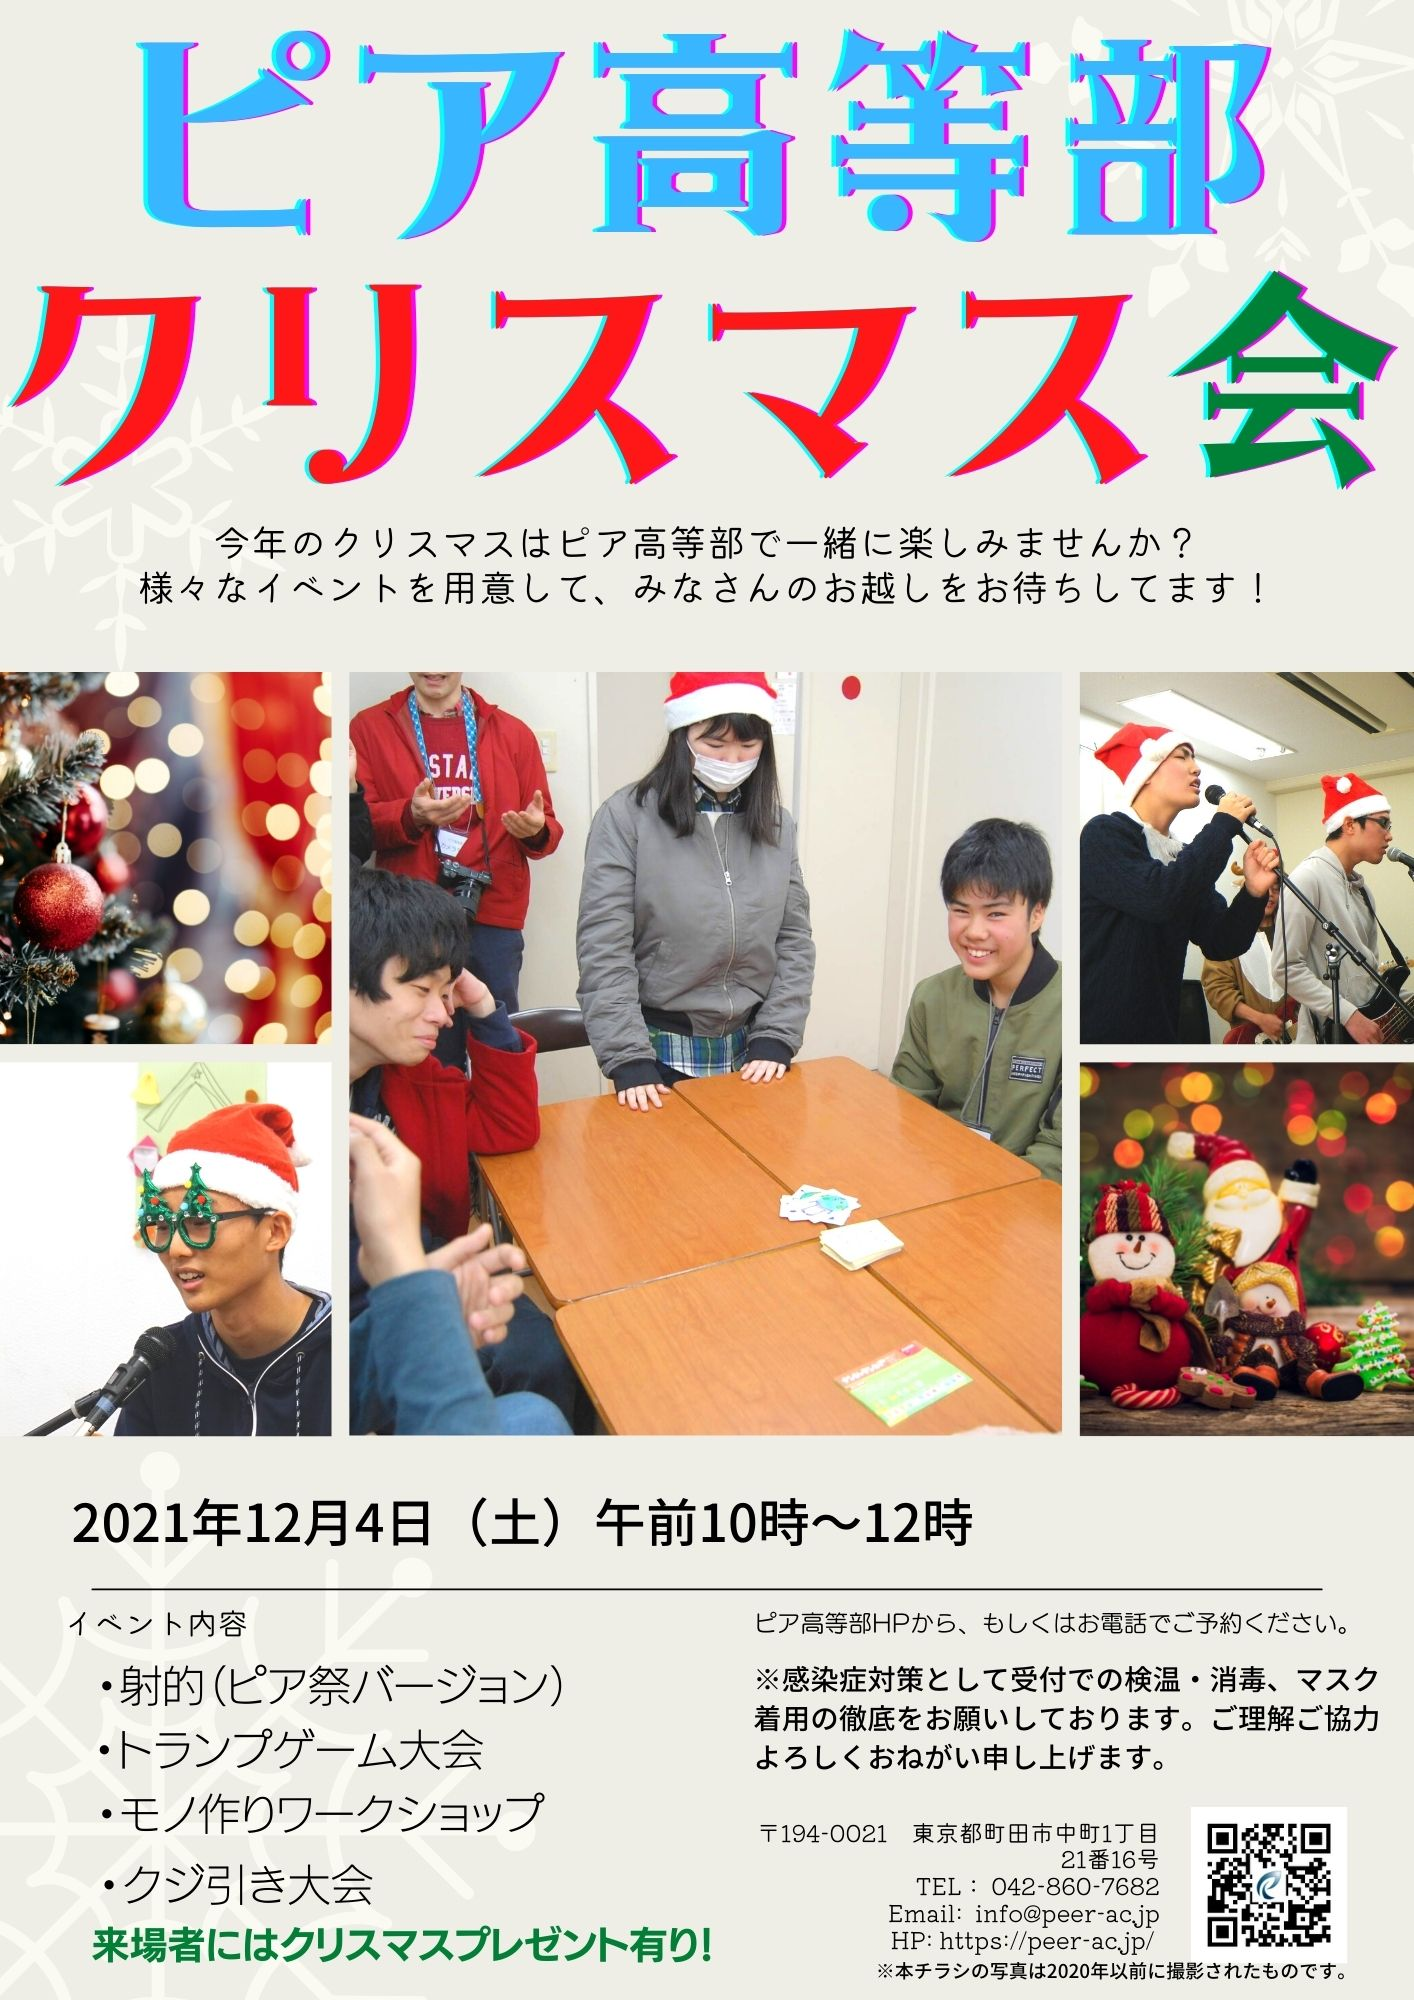 ピア高等部
クリスマス会
今年のクリスマスはピア高等部で一緒に楽しみませんか？
様々なイベントを用意して、みなさんのお越しをお待ちしてます！
PERFECT
2021年12月4日（土）午前10時～12時
イベント内容
・射的（ピア祭バージョン）
・トランプゲーム大会
・モノ作りワークショップ
・クジ引き大会
来場者にはクリスマスプレゼント有り!
ピア高等部HPから、もしくはお電話でご予約ください。
※感染症対策として受付での検温・消毒、マスク
着用の徹底をお願いしております。ご理解ご協力
よろしくおねがい申し上げます。
〒194-0021　東京都町田市中町1丁目
21番16号
TEL： 042-860-7682
Email: info@peer-ac.jp
HP: https://peer-ac.jp/
※本チラシの写真は2020年以前に撮影されたものです。